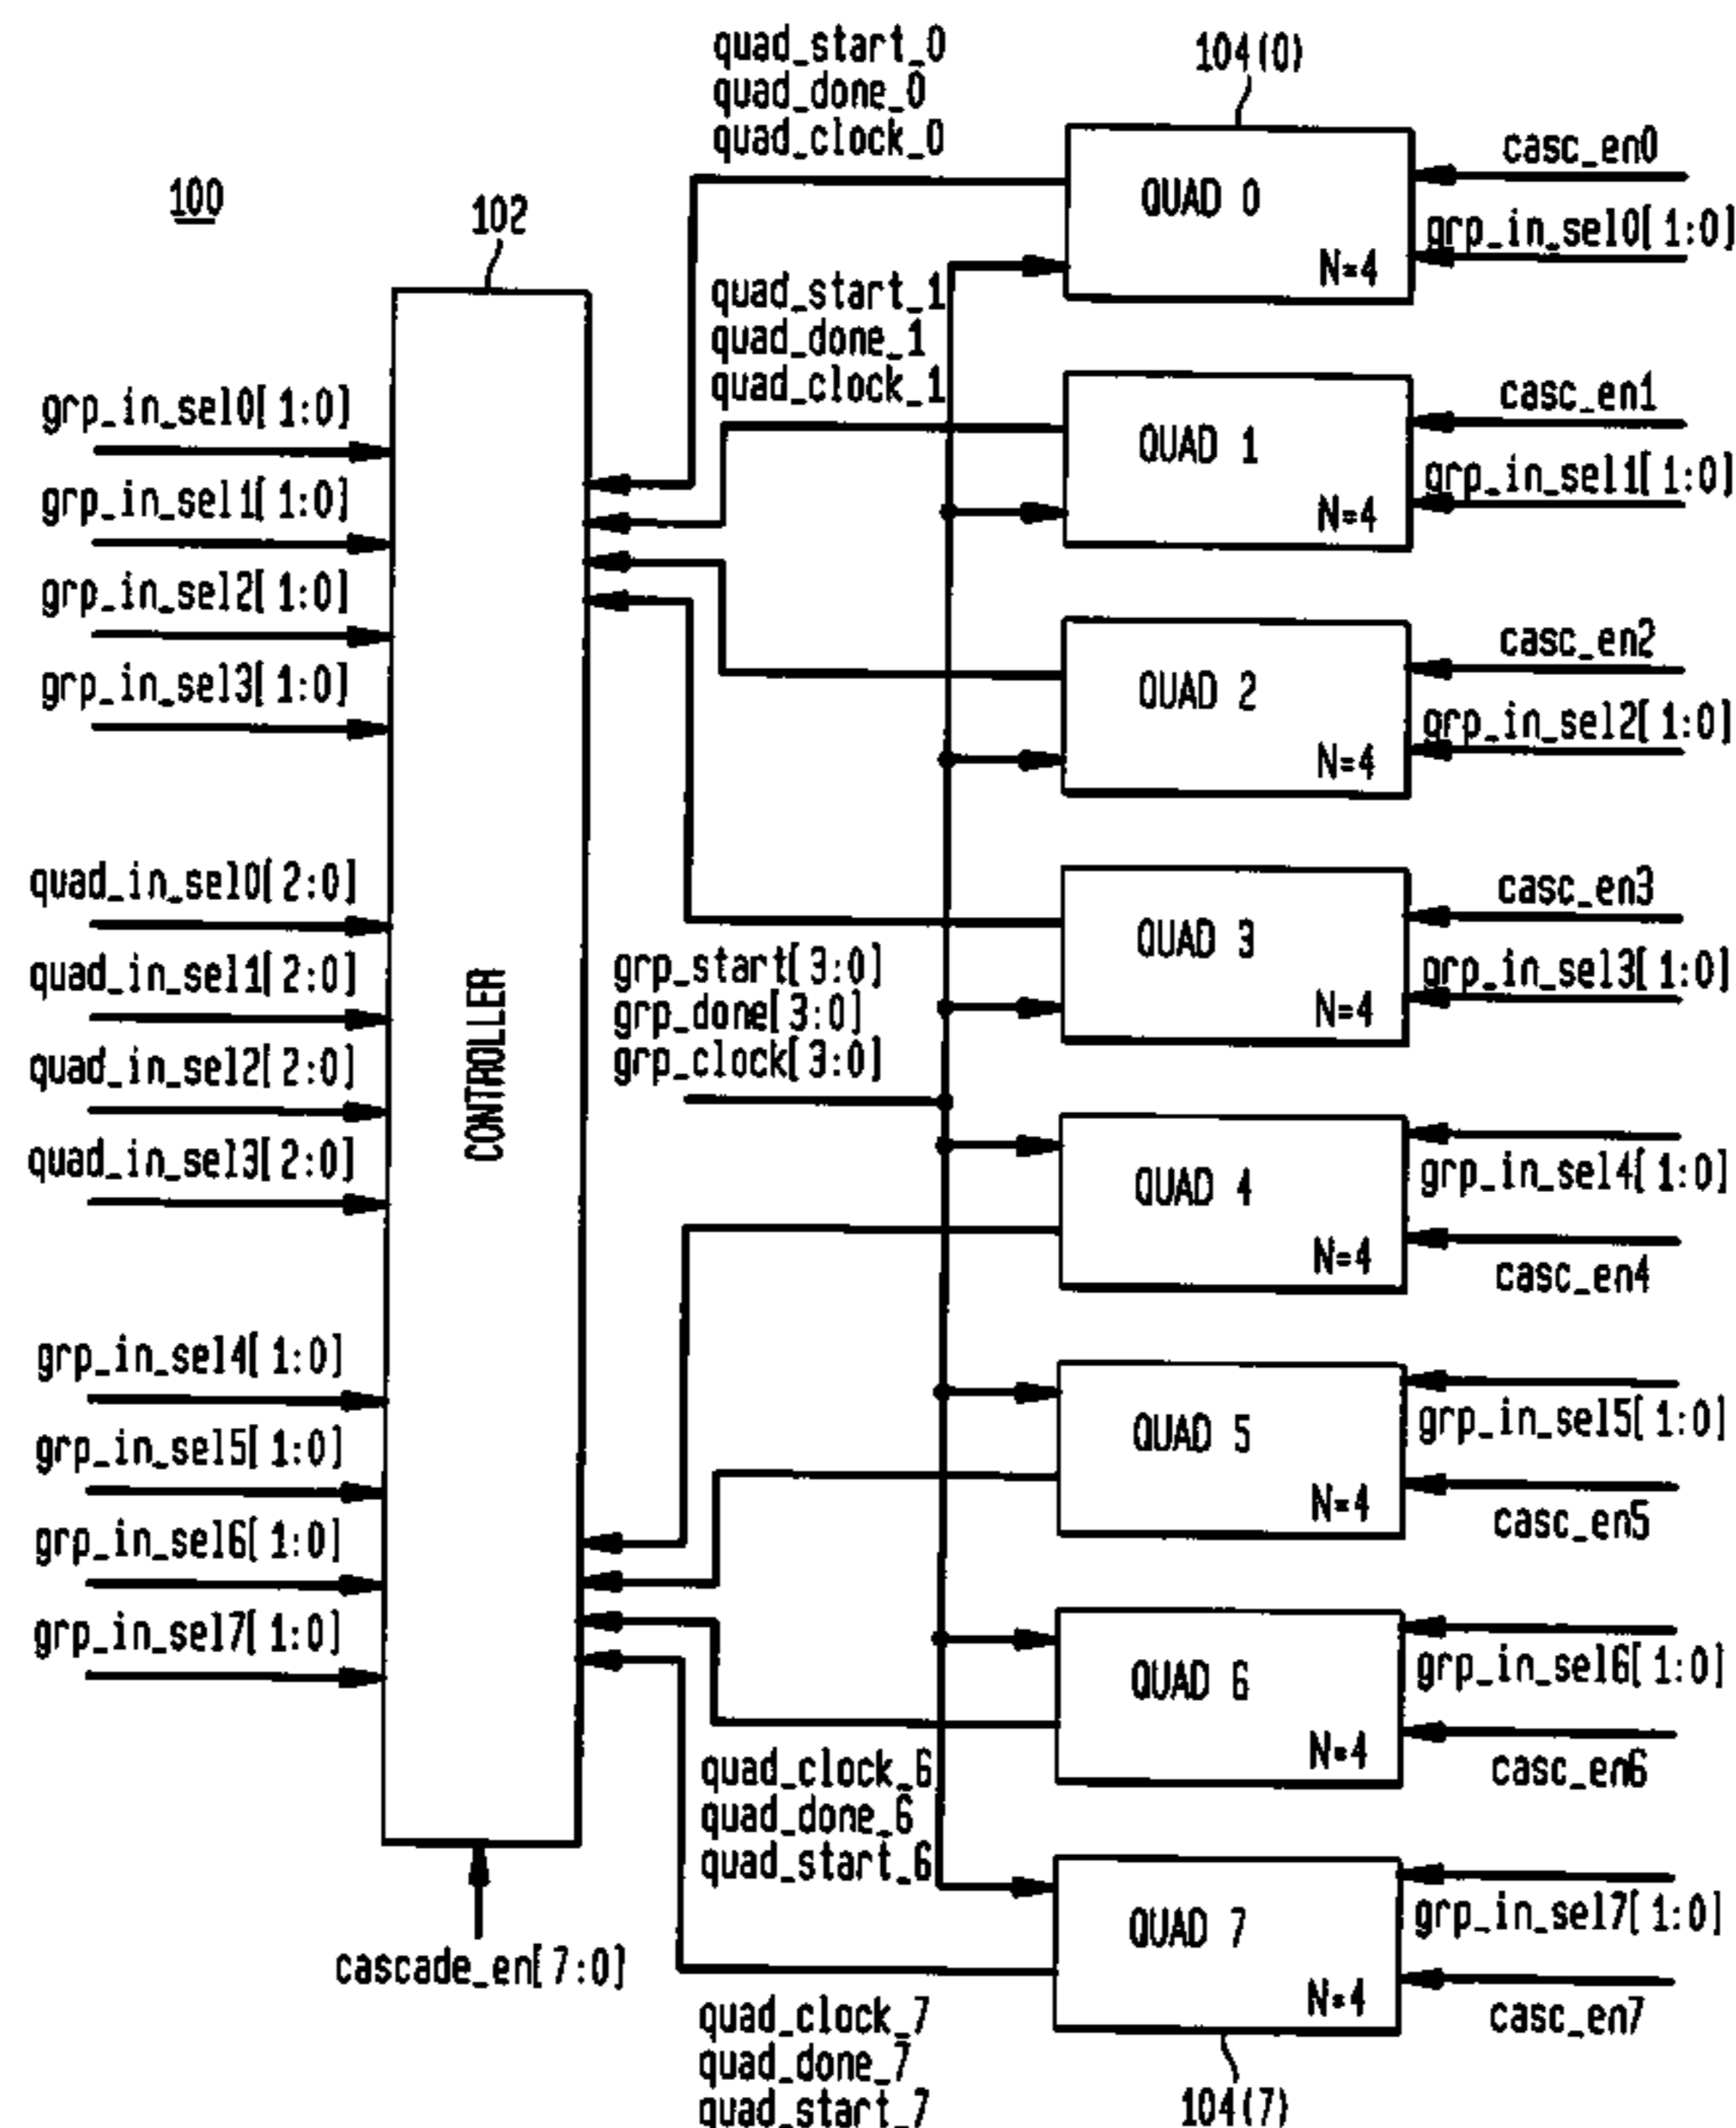 100
102
grp_in_sel0[1:0]
grp_in_sel1[1:0]
grp_in_sel2[1:0]
grp_in_sel3[1:0]
quad_in_sel0[2:0]
quad_in_sel1[2:0]
quad_in_sel2[2:0]
quad_in_sel3[2:0]
grp_in_sel4[1:0]
grp_in_sel5[1:0]
grp_in_sel6[1:0]
grp_in_sel7[1:0]
CONTROLLER
cascade_en[7:0]
quad_start_0
quad_done_0
quad_clock_0
quad_start_1
quad_done_1
quad_clock_1
grp_start[3:0]
grp_done[3:0]
grp_clock[3:0]
quad_clock_6
quad_done_6
quad_start_6
quad_clock_7
quad_done_7
quad_start_7
104(0)
QUAD 0
N=4
casc_en0
grp_in_sel0[1:0]
QUAD 1
N=4
casc_en1
grp_in_sel1[1:0]
QUAD 2
N=4
casc_en2
grp_in_sel2[1:0]
QUAD 3
N=4
casc_en3
grp_in_sel3[1:0]
QUAD 4
N=4
grp_in_sel4[1:0]
casc_en4
QUAD 5
N=4
grp_in_sel5[1:0]
casc_en5
QUAD 6
N=4
grp_in_sel6[1:0]
casc_en6
QUAD 7
N=4
grp_in_sel7[1:0]
casc_en7
104(7)